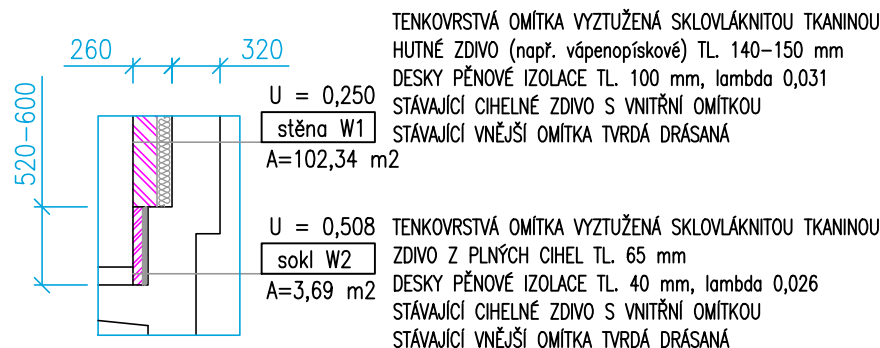 260
320
520-600
U = 0,250
stěna W1
A=102,34 m2
TENKOVRSTVÁ OMÍTKA VYZTUŽENÁ SKLOVLÁKNITOU TKANINOU
HUTNÉ ZDIVO (např. vápenopískové) TL. 140-150 mm
DESKY PĚNOVÉ IZOLACE TL. 100 mm, lambda 0,031
STÁVAJÍCÍ CIHELNÉ ZDIVO S VNITŘNÍ OMÍTKOU
STÁVAJÍCÍ VNĚJŠÍ OMÍTKA TVRDÁ DRÁSANÁ
U = 0,508
sokl W2
A=3,69 m2
TENKOVRSTVÁ OMÍTKA VYZTUŽENÁ SKLOVLÁKNITOU TKANINOU
ZDIVO Z PLNÝCH CIHEL TL. 65 mm
DESKY PĚNOVÉ IZOLACE TL. 40 mm, lambda 0,026
STÁVAJÍCÍ CIHELNÉ ZDIVO S VNITŘNÍ OMÍTKOU
STÁVAJÍCÍ VNĚJŠÍ OMÍTKA TVRDÁ DRÁSANÁ